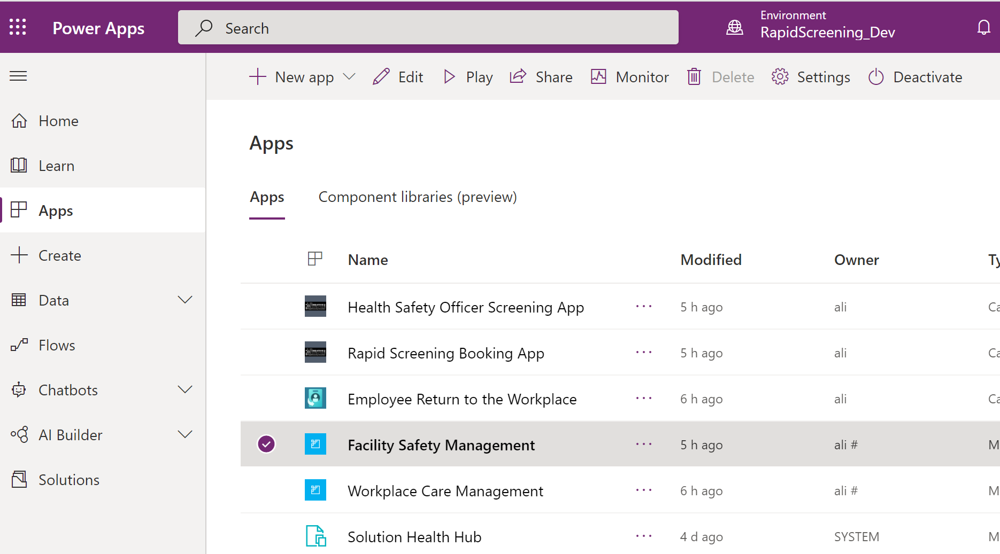 Power Apps
Search
Environment
RapidScreening_Dev
New app
Edit
Play
Share
Monitor
Delete
Settings
Deactivate
Home
Learn
Apps
Create
Data
Flows
Chatbots
AI Builder
Solutions
Apps
Apps
Component libraries (preview)
Name Modified Owner Ty
Health Safety Officer Screening App ... 5 h ago ali Ca
Rapid Screening Booking App ... 5 h ago ali Ca
Employee Return to the Workplace ... 6 h ago ali Ca
Facility Safety Management ... 5 h ago ali # M
Workplace Care Management ... 6 h ago ali # M
Solution Health Hub ... 4 d ago SYSTEM M